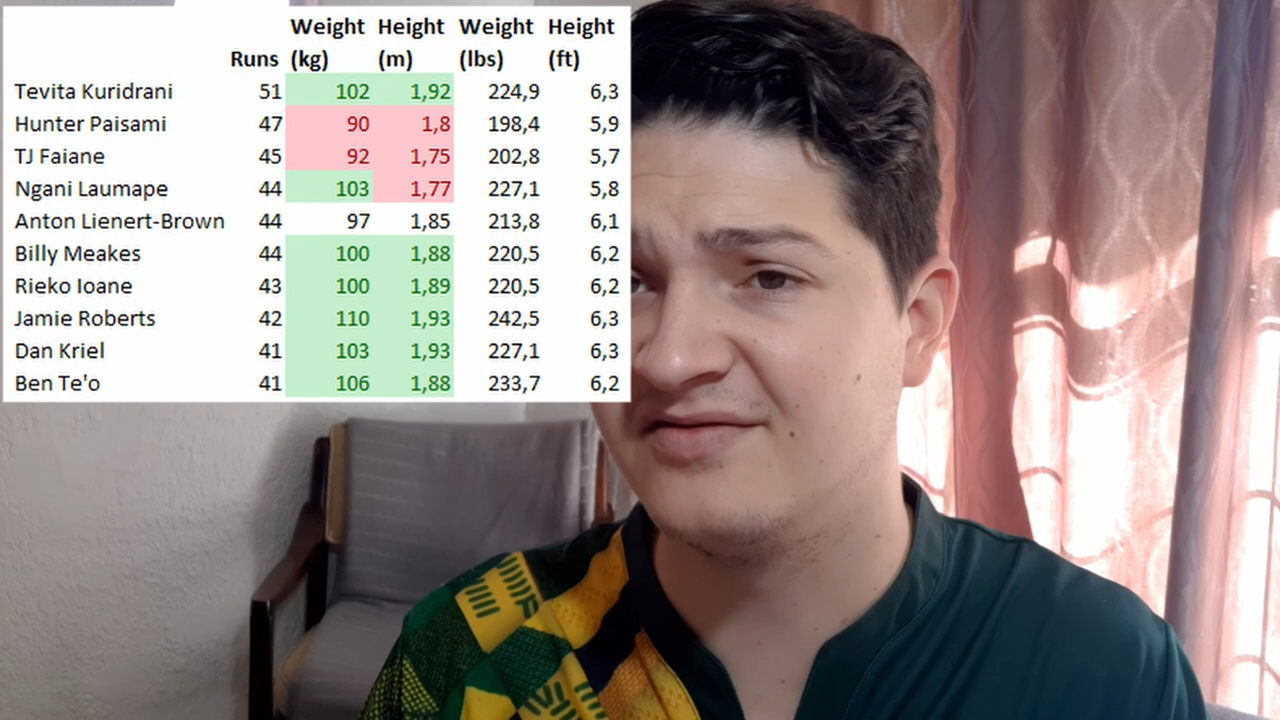 Weight Height Weight Height
Runs (kg) (m) (lbs) (ft)
Tevita Kuridrani 51 102 1,92 224,9 6,3
Hunter Paisami 47 90 1,8 198,4 5,9
TJ Faiane 45 92 1,75 202,8 5,7
Ngani Laumape 44 103 1,77 227,1 5,8
Anton Lienert-Brown 44 97 1,85 213,8 6,1
Billy Meakes 44 100 1,88 220,5 6,2
Rieko Ioane 43 100 1,89 220,5 6,2
Jamie Roberts 42 110 1,93 242,5 6,3
Dan Kriel 41 103 1,93 227,1 6,3
Ben Te'o 41 106 1,88 233,7 6,2